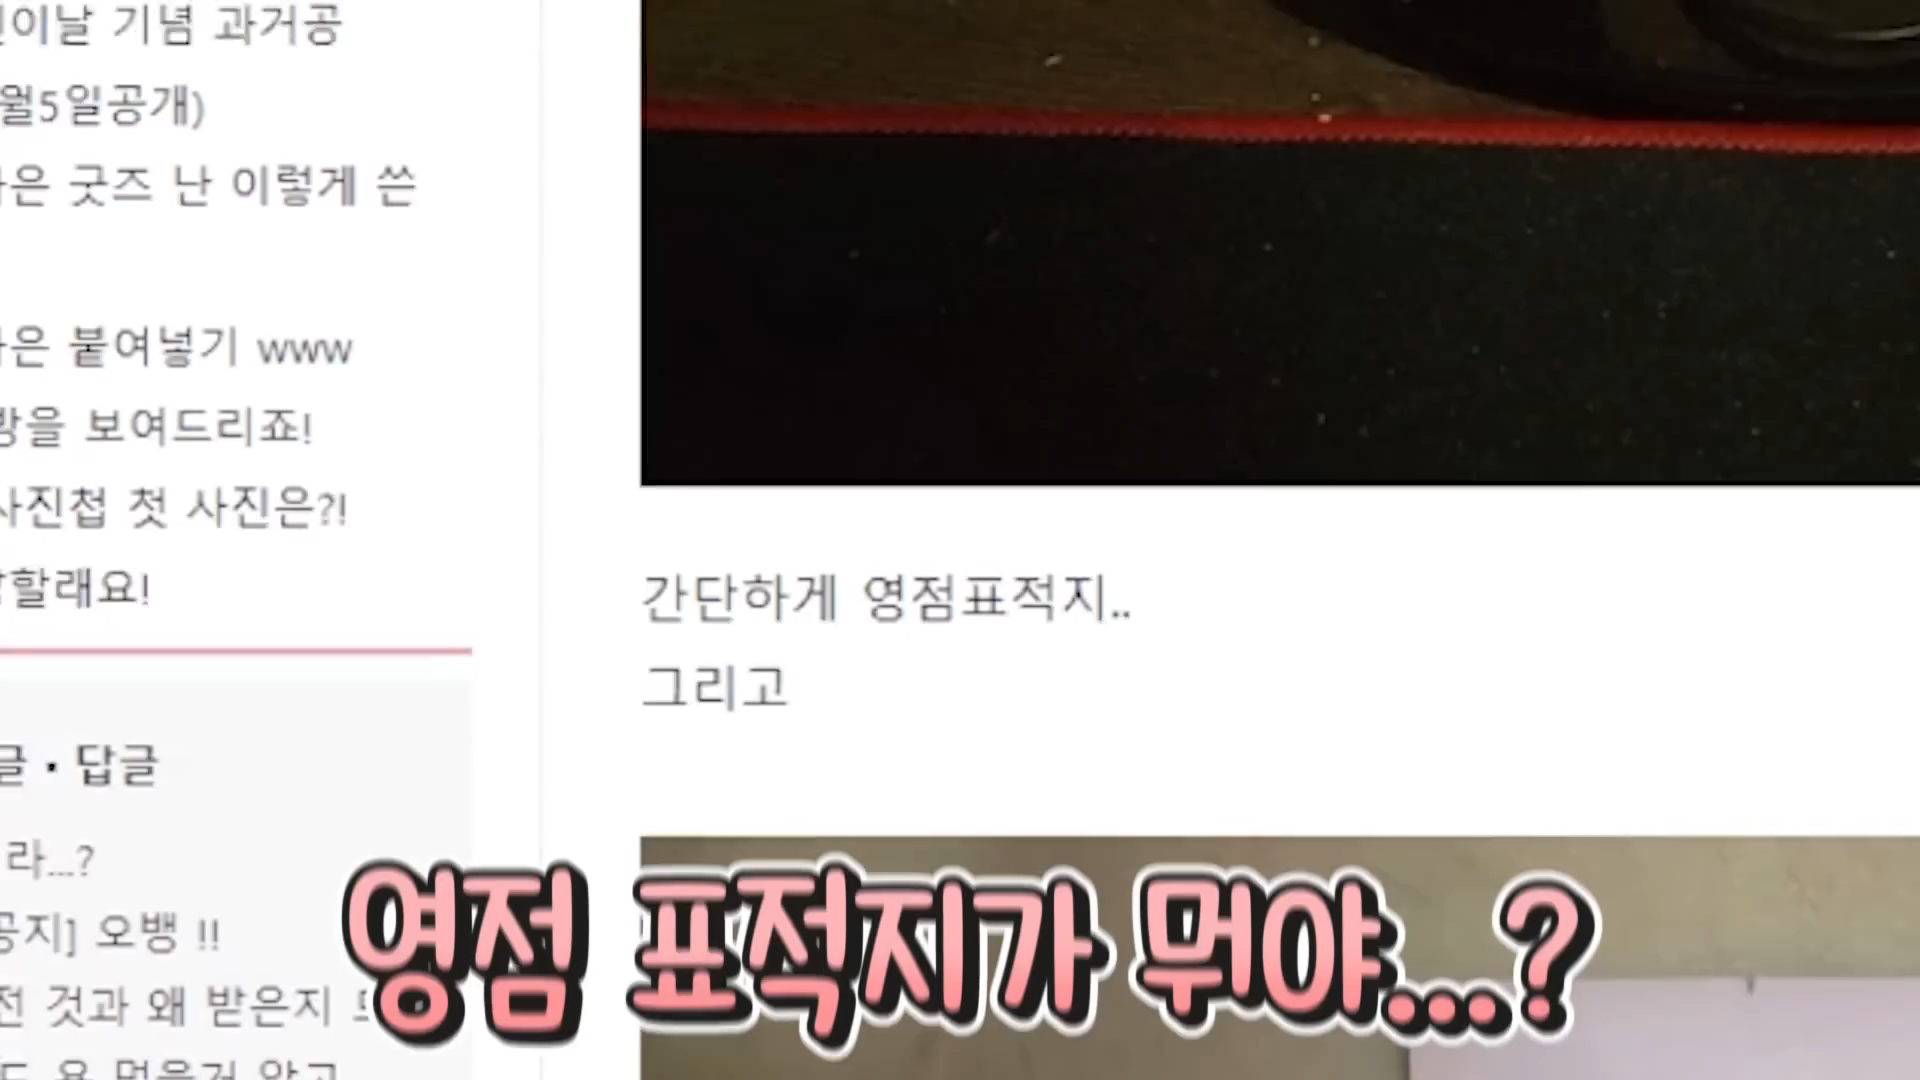 기념 과거공
월5일공개)
은 굿즈 난 이렇게 쓴
은 붙여넣기 www
을 보여드리죠!
사진첩 첫 사진은?!
할래요!
글 · 답글
라...?
공지] 오뱅 !!
전 것과 왜 받은지
간단하게 영점표적지..
그리고
영점 표적지가 뭐야...?